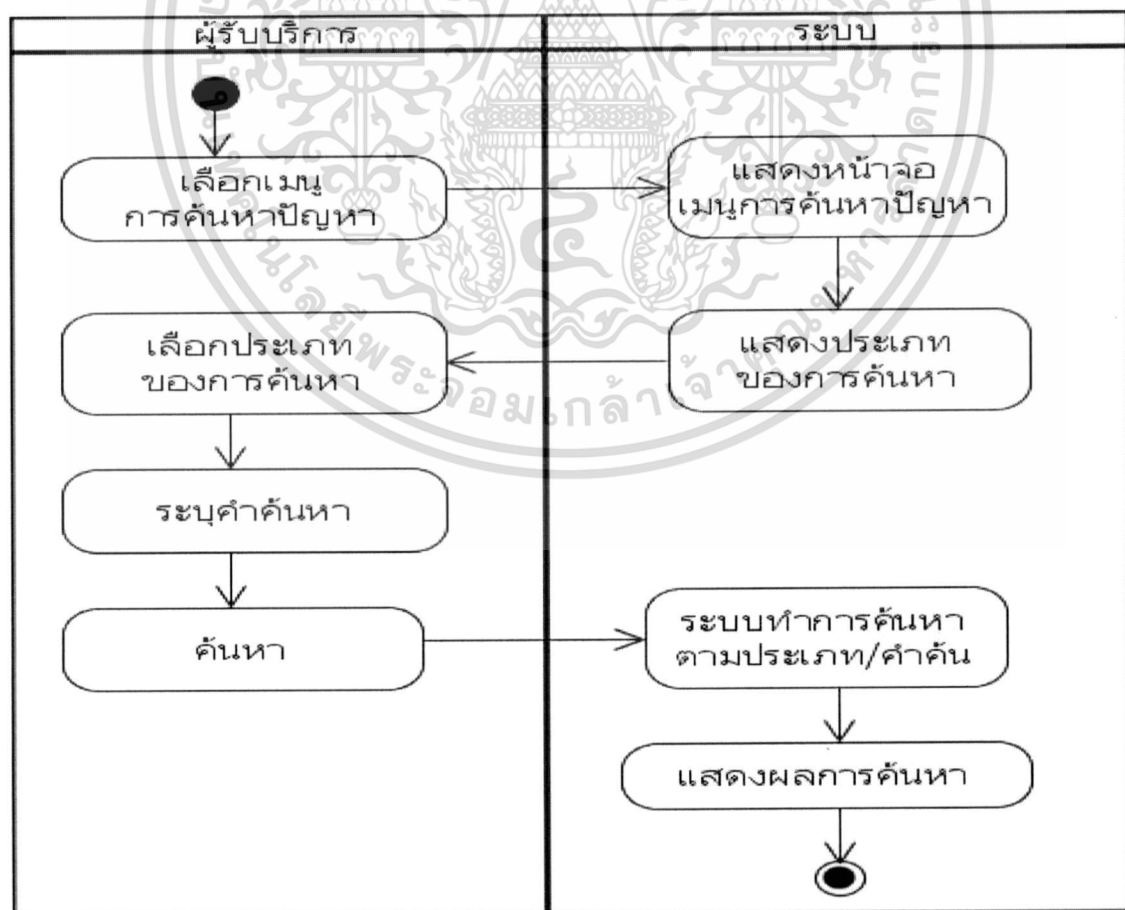 ผู้รับบริการ
ระบบ
เลือกเมนู
การค้นหาปัญหา
แสดงหน้าจอ
เมนูการค้นหาปัญหา
แสดงประเภท
ของการค้นหา
เลือกประเภท
ของการค้นหา
ระบุคำค้นหา
ค้นหา
ระบบทำการค้นหา
ตามประเภท/คำค้น
แสดงผลการค้นหา